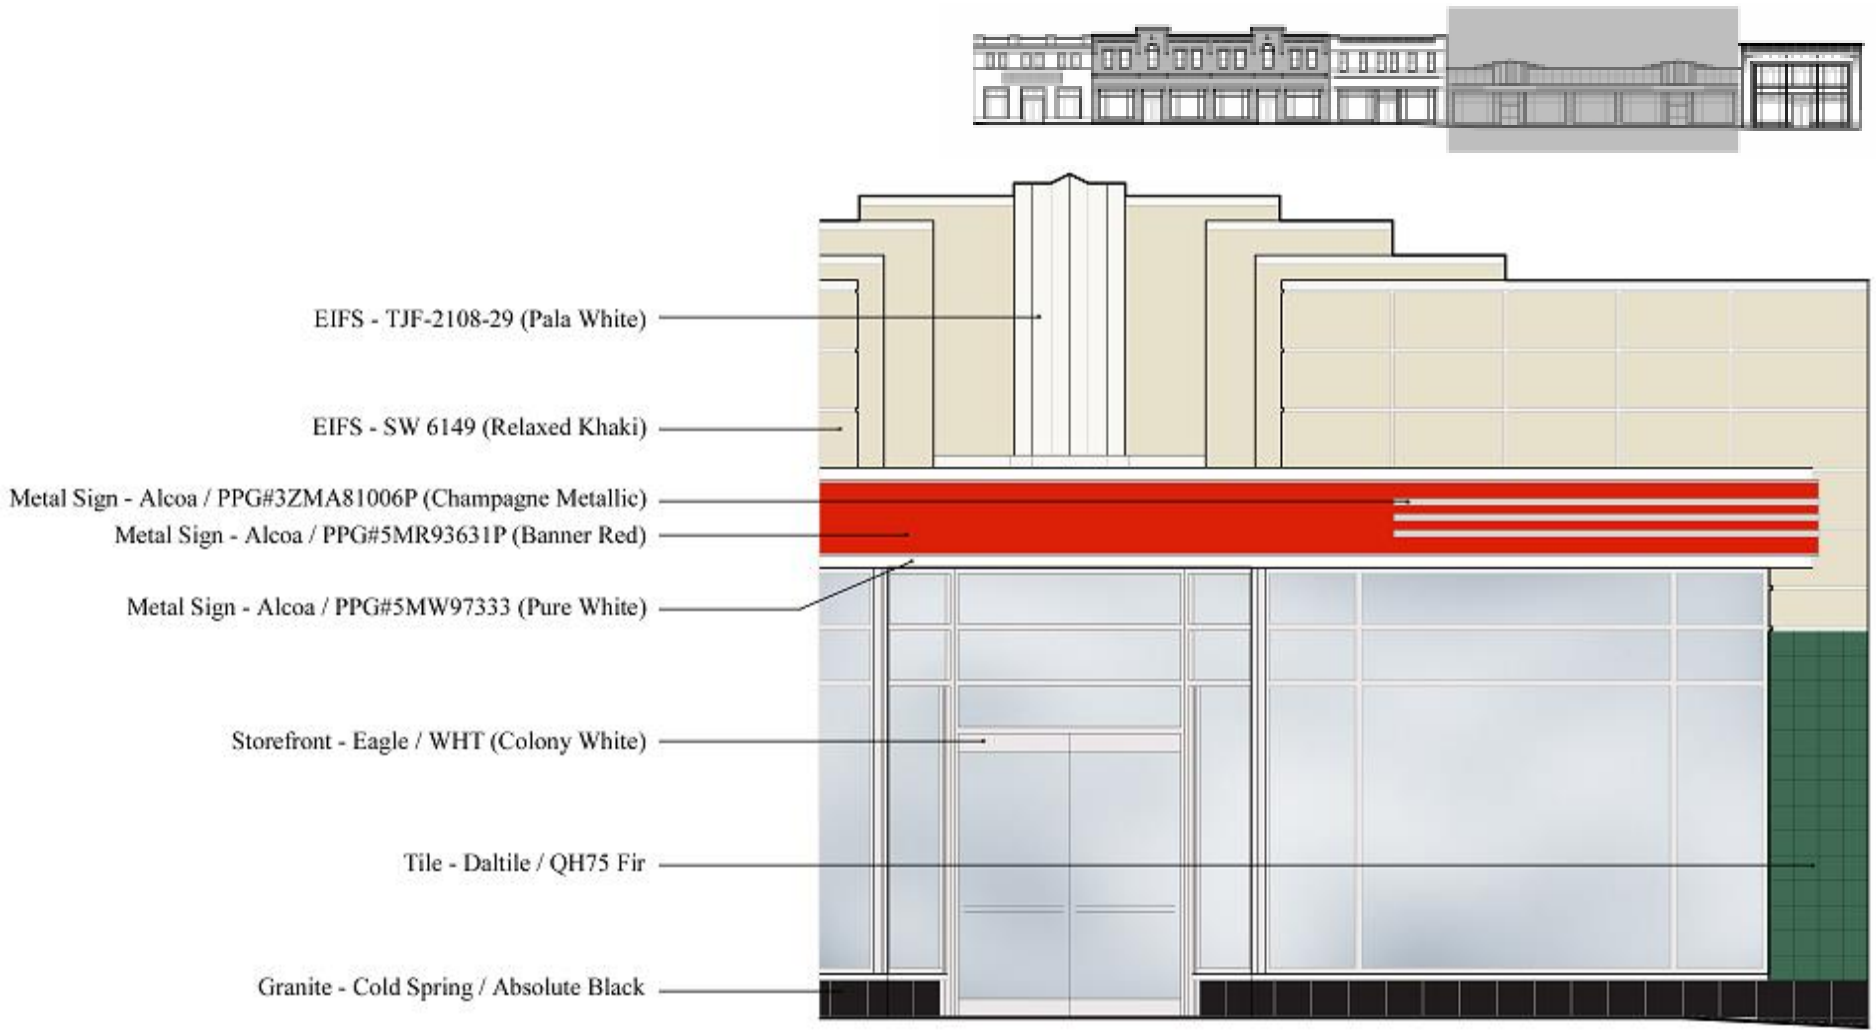 EIFS - TJF-2108-29 (Pala White)
EIFS - SW 6149 (Relaxed Khaki)
Metal Sign - Alcoa / PPG#3ZMA81006P (Champagne Metallic)
Metal Sign - Alcoa / PPG#5MR93631P (Banner Red)
Metal Sign - Alcoa / PPG#5MW97333 (Pure White)
Storefront - Eagle / WHT (Colony White)
Tile - Daltile / QH75 Fir
Granite - Cold Spring / Absolute Black